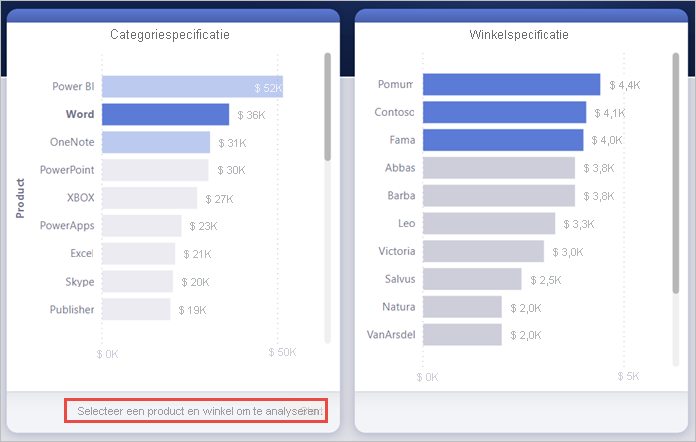 Categoriespecificatie
Product
Power BI $ 52K
Word $ 36K
OneNote $ 31K
PowerPoint $ 30K
XBOX $ 27K
PowerApps $ 23K
Excel $ 21K
Skype $ 20K
Publisher $ 19K
$ 0K $ 50K
Selecteer een product en winkel om te analyseren
Winkelspecificatie
Pomum $ 4,4K
Contoso $ 4,1K
Fama $ 4,0K
Abbas $ 3,8K
Barba $ 3,8K
Leo $ 3,3K
Victoria $ 3,0K
Salvus $ 2,5K
Natura $ 2,0K
VanArsdel $ 2,0K
$ 0K $ 5K